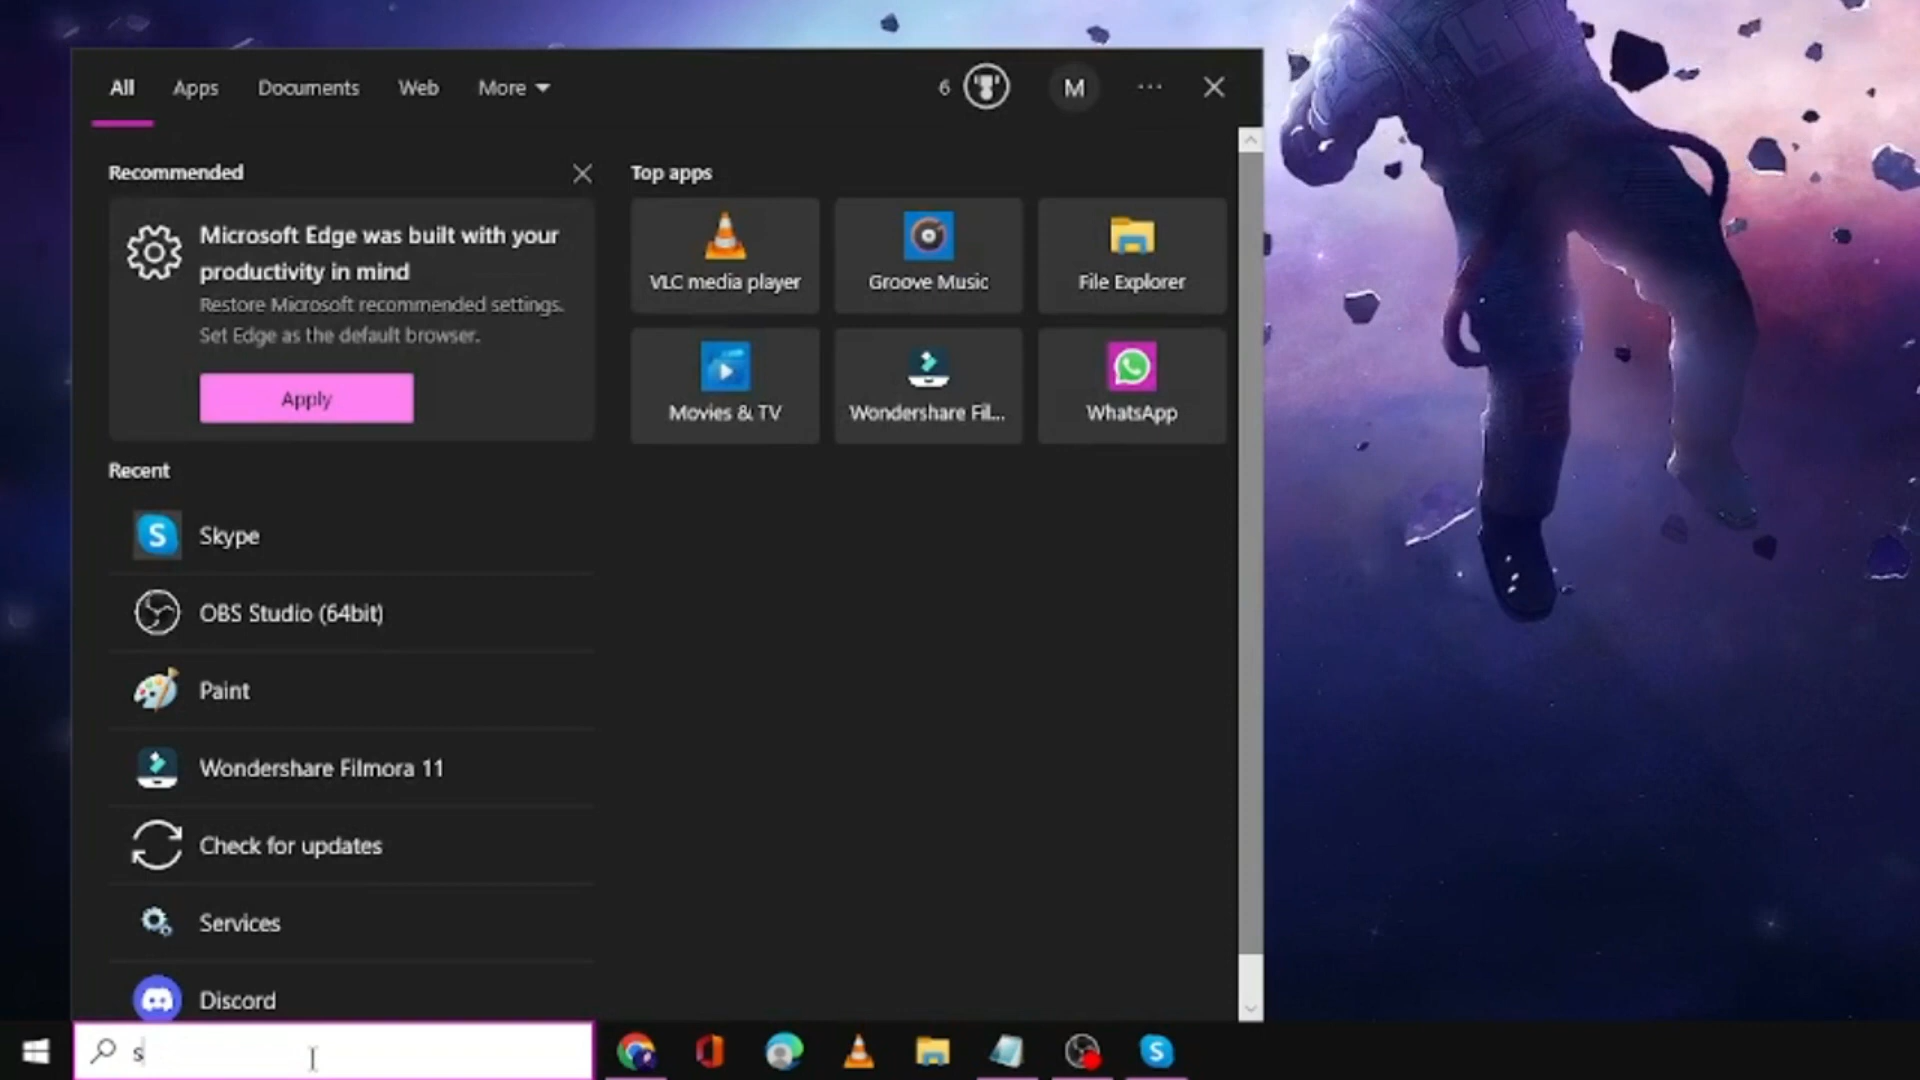 All Apps Documents Web More 6 M ...
Recommended
Microsoft Edge was built with your
productivity in mind
Restore Microsoft recommended settings.
Set Edge as the default browser.
Apply
Top apps
VLC media player Groove Music File Explorer
Movies & TV Wondershare Fil... WhatsApp
Recent
S Skype
OBS Studio (64bit)
Paint
Wondershare Filmora 11
Check for updates
Services
Discord
s
S